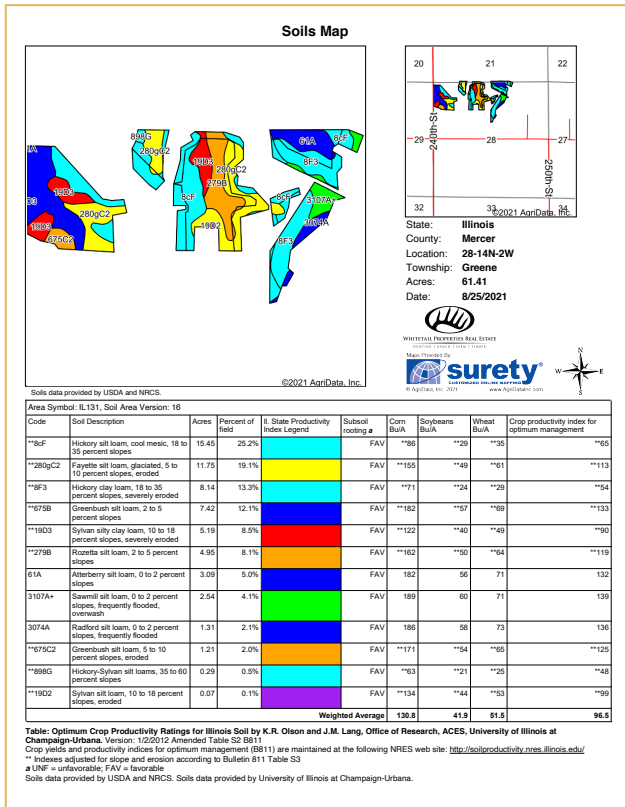 Soils Map
898G
280gC2
61A
8cF
8F3
19D3
280gC2
279B
8cF
8cF
3107A+
3074A
8F3
19D2
1A
19D3
D3
280gC2
19D3
675C2
©2021 AgriData, Inc.
Soils data provided by USDA and NRCS.
20 21 22
29 28 27
32 33 34
240th-St
250th-St
©2021 AgriData, Inc.
State: Illinois
County: Mercer
Location: 28-14N-2W
Township: Greene
Acres: 61.41
Date: 8/25/2021
WHITETAIL PROPERTIES REAL ESTATE
HUNTING | RANCH | FARM | TIMBER
Maps Provided By
surety®
CUSTOMIZED ONLINE MAPPING
© AgriData, Inc. 2021 www.AgriDataInc.com
N
W E
S
Area Symbol: IL131, Soil Area Version: 16
Code Soil Description Acres Percent of field Il. State Productivity Index Legend Subsoil rooting a Corn Bu/A Soybeans Bu/A Wheat Bu/A Crop productivity index for optimum management
**8cF Hickory silt loam, cool mesic, 18 to 35 percent slopes 15.45 25.2% FAV **86 **29 **35 **65
**280gC2 Fayette silt loam, glaciated, 5 to 10 percent slopes, eroded 11.75 19.1% FAV **155 **49 **61 **113
**8F3 Hickory clay loam, 18 to 35 percent slopes, severely eroded 8.14 13.3% FAV **71 **24 **29 **54
**675B Greenbush silt loam, 2 to 5 percent slopes 7.42 12.1% FAV **182 **57 **69 **133
**19D3 Sylvan silty clay loam, 10 to 18 percent slopes, severely eroded 5.19 8.5% FAV **122 **40 **49 **90
**279B Rozetta silt loam, 2 to 5 percent slopes 4.95 8.1% FAV **162 **50 **64 **119
61A Atterberry silt loam, 0 to 2 percent slopes 3.09 5.0% FAV 182 56 71 132
3107A+ Sawmill silt loam, 0 to 2 percent slopes, frequently flooded, overwash 2.54 4.1% FAV 189 60 71 139
3074A Radford silt loam, 0 to 2 percent slopes, frequently flooded 1.31 2.1% FAV 186 58 73 136
**675C2 Greenbush silt loam, 5 to 10 percent slopes, eroded 1.21 2.0% FAV **171 **54 **65 **125
**898G Hickory-Sylvan silt loams, 35 to 60 percent slopes 0.29 0.5% FAV **63 **21 **25 **48
**19D2 Sylvan silt loam, 10 to 18 percent slopes, eroded 0.07 0.1% FAV **134 **44 **53 **99
Weighted Average 130.8 41.9 51.5 96.5
Table: Optimum Crop Productivity Ratings for Illinois Soil by K.R. Olson and J.M. Lang, Office of Research, ACES, University of Illinois at
Champaign-Urbana. Version: 1/2/2012 Amended Table S2 B811
Crop yields and productivity indices for optimum management (B811) are maintained at the following NRES web site: http://soilproductivity.nres.illinois.edu/
** Indexes adjusted for slope and erosion according to Bulletin 811 Table S3
a UNF = unfavorable; FAV = favorable
Soils data provided by USDA and NRCS. Soils data provided by University of Illinois at Champaign-Urbana.